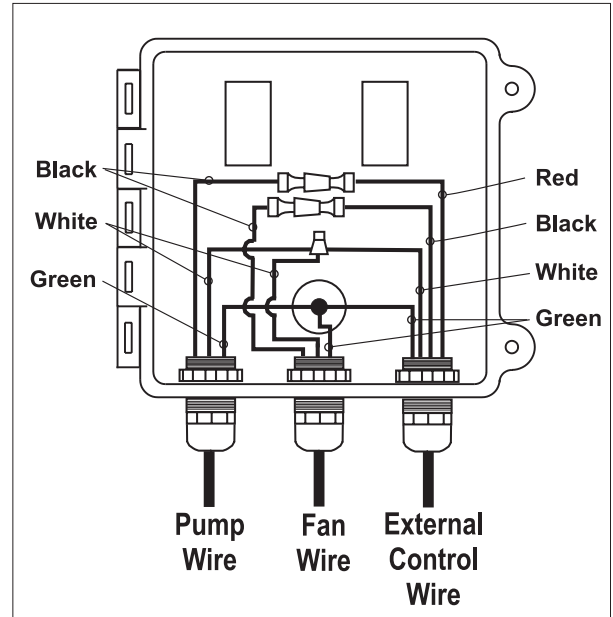 Black
White
Green
Red
Black
White
Green
Pump
Wire
Fan
Wire
External
Control
Wire